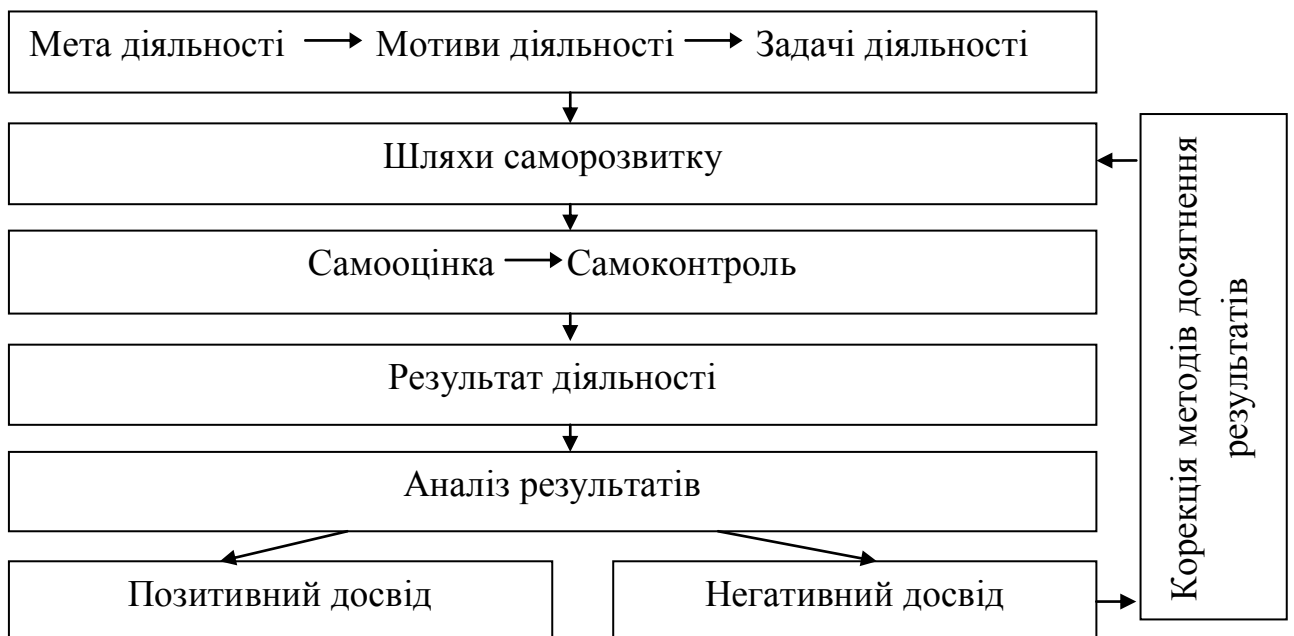 Мета діяльності Мотиви діяльності Задачі діяльності
Шляхи саморозвитку
Самооцінка Самоконтроль
Результат діяльності
Аналіз результатів
Позитивний досвід
Негативний досвід
Корекція методів досягнення
результатів